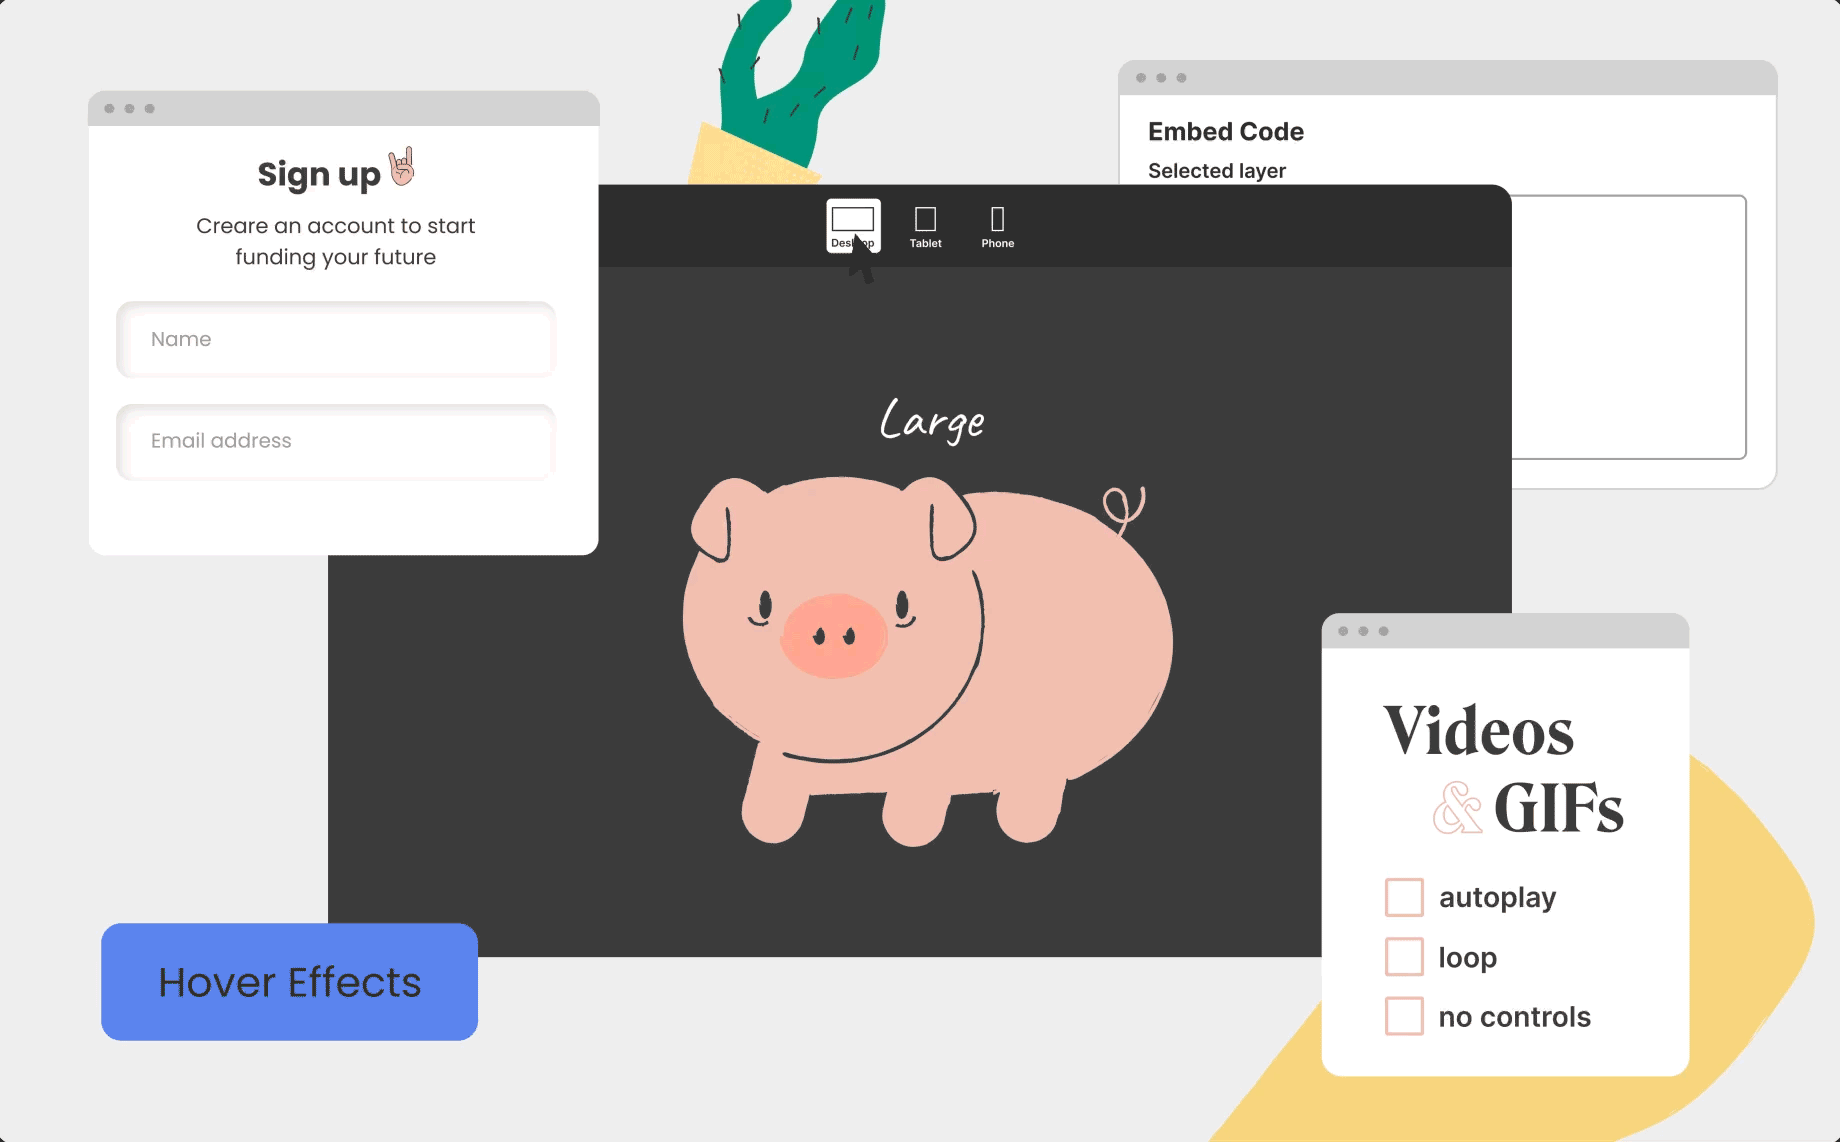 Sign up
Creare an account to start
funding your future
Name
Email address
Embed Code
Selected layer
Desktop
Tablet
Phone
Large
Videos
& GIFs
autoplay
loop
no controls
Hover Effects